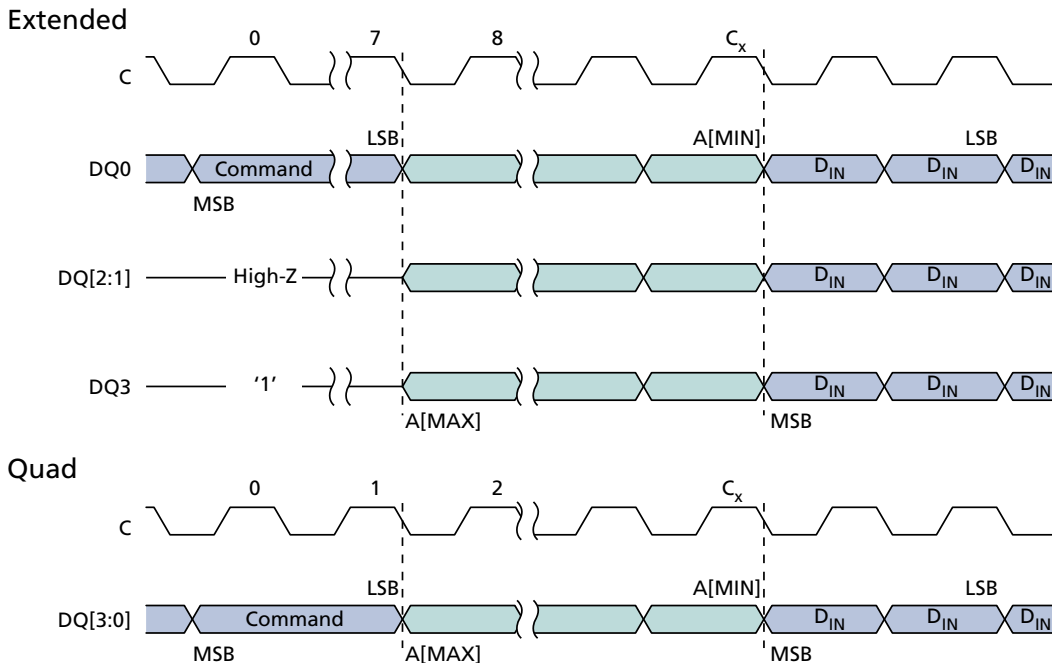 Extended
0 7 8 Cx
C
LSB A[MIN] LSB
DQ0 Command DIN DIN DIN
MSB
DQ[2:1] High-Z DIN DIN DIN
DQ3 ‘1’ DIN DIN DIN
A[MAX] MSB
Quad
0 1 2 Cx
C
LSB A[MIN] LSB
DQ[3:0] Command DIN DIN DIN
MSB A[MAX] MSB